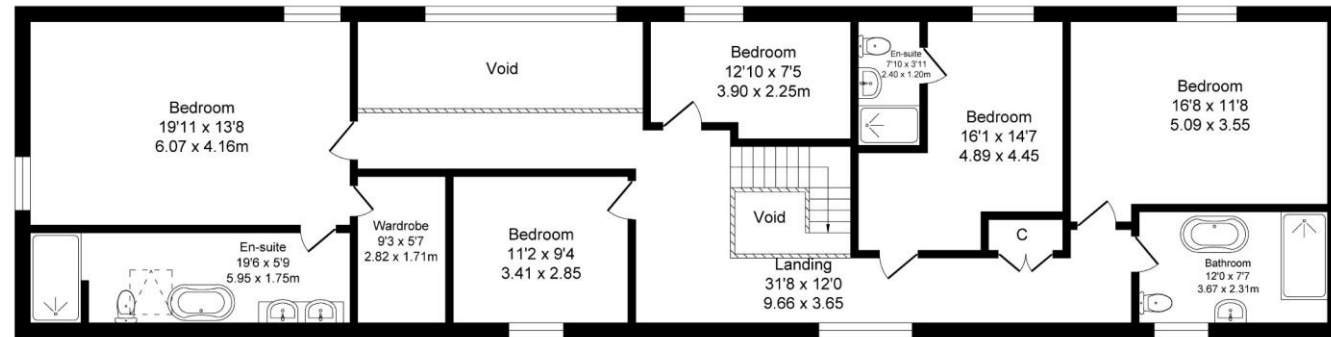 Bedroom
19'11 x 13'8
6.07 x 4.16m
Void
Bedroom
12'10 x 7'5
3.90 x 2.25m
En-suite
7'10 x 3'11
2.40 x 1.20m
Bedroom
16'1 x 14'7
4.89 x 4.45
Bedroom
16'8 x 11'8
5.09 x 3.55
En-suite
19'6 x 5'9
5.95 x 1.75m
Wardrobe
9'3 x 5'7
2.82 x 1.71m
Bedroom
11'2 x 9'4
3.41 x 2.85
Void
Landing
31'8 x 12'0
9.66 x 3.65
C
Bathroom
12'0 x 7'7
3.67 x 2.31m